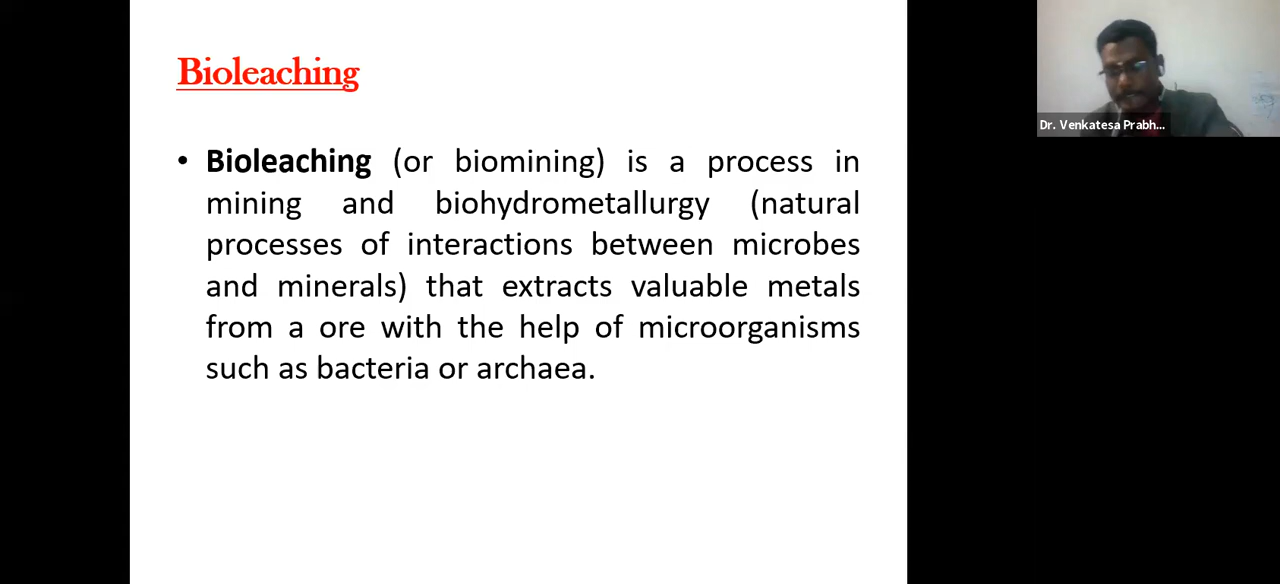 Bioleaching
• Bioleaching (or biomining) is a process in
mining and biohydrometallurgy (natural
processes of interactions between microbes
and minerals) that extracts valuable metals
from a ore with the help of microorganisms
such as bacteria or archaea.
Dr. Venkatesa Prabh...